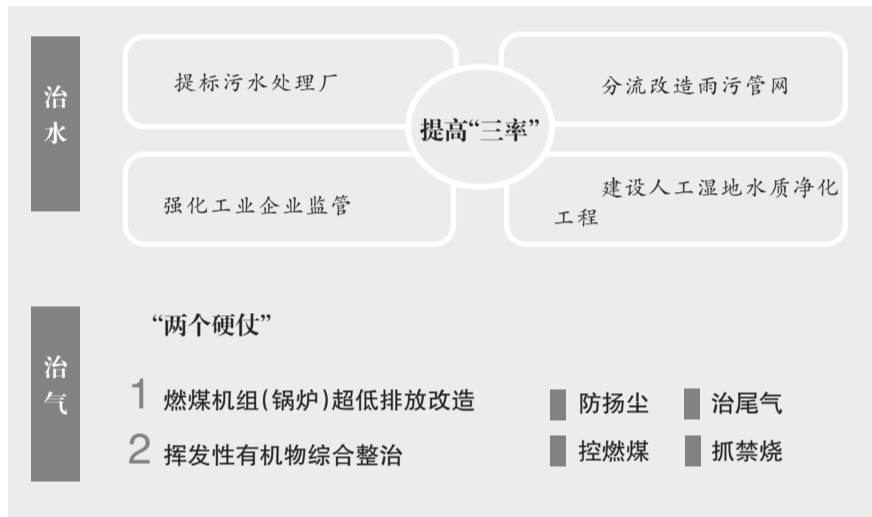 治水
提标污水处理厂
分流改造雨污管网
提高“三率”
强化工业企业监管
建设人工湿地水质净化
工程
治气
“两个硬仗”
1 燃煤机组(锅炉)超低排放改造
2 挥发性有机物综合整治
防扬尘
治尾气
控燃煤
抓禁烧